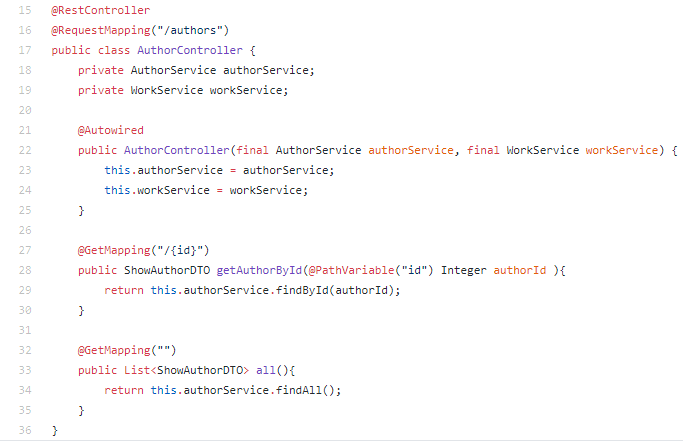 15 @RestController
16 @RequestMapping("/authors")
17 public class AuthorController {
18     private AuthorService authorService;
19     private WorkService workService;
20
21     @Autowired
22     public AuthorController(final AuthorService authorService, final WorkService workService) {
23         this.authorService = authorService;
24         this.workService = workService;
25     }
26
27     @GetMapping("/{id}")
28     public ShowAuthorDTO getAuthorById(@PathVariable("id") Integer authorId ){
29         return this.authorService.findById(authorId);
30     }
31
32     @GetMapping("")
33     public List<ShowAuthorDTO> all(){
34         return this.authorService.findAll();
35     }
36 }